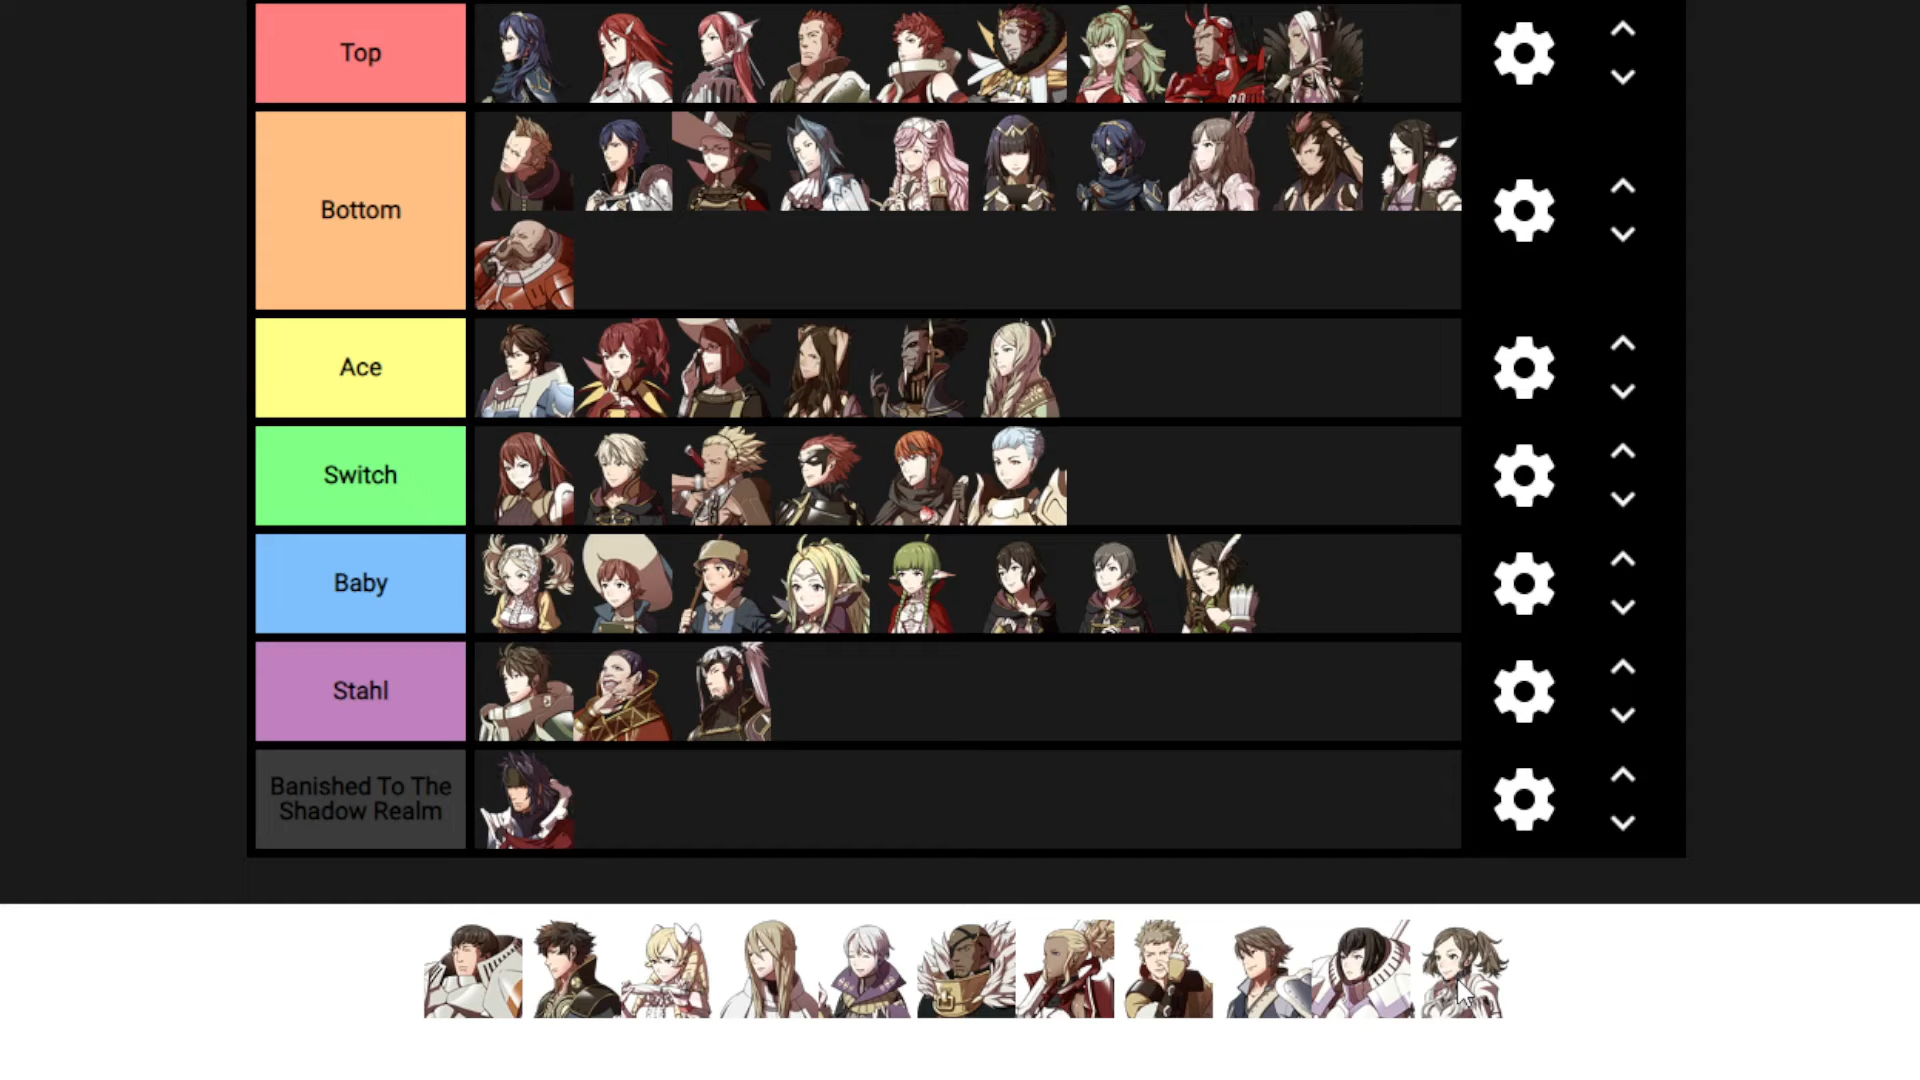 Top
Bottom
Ace
Switch
Baby
Stahl
Banished To The
Shadow Realm